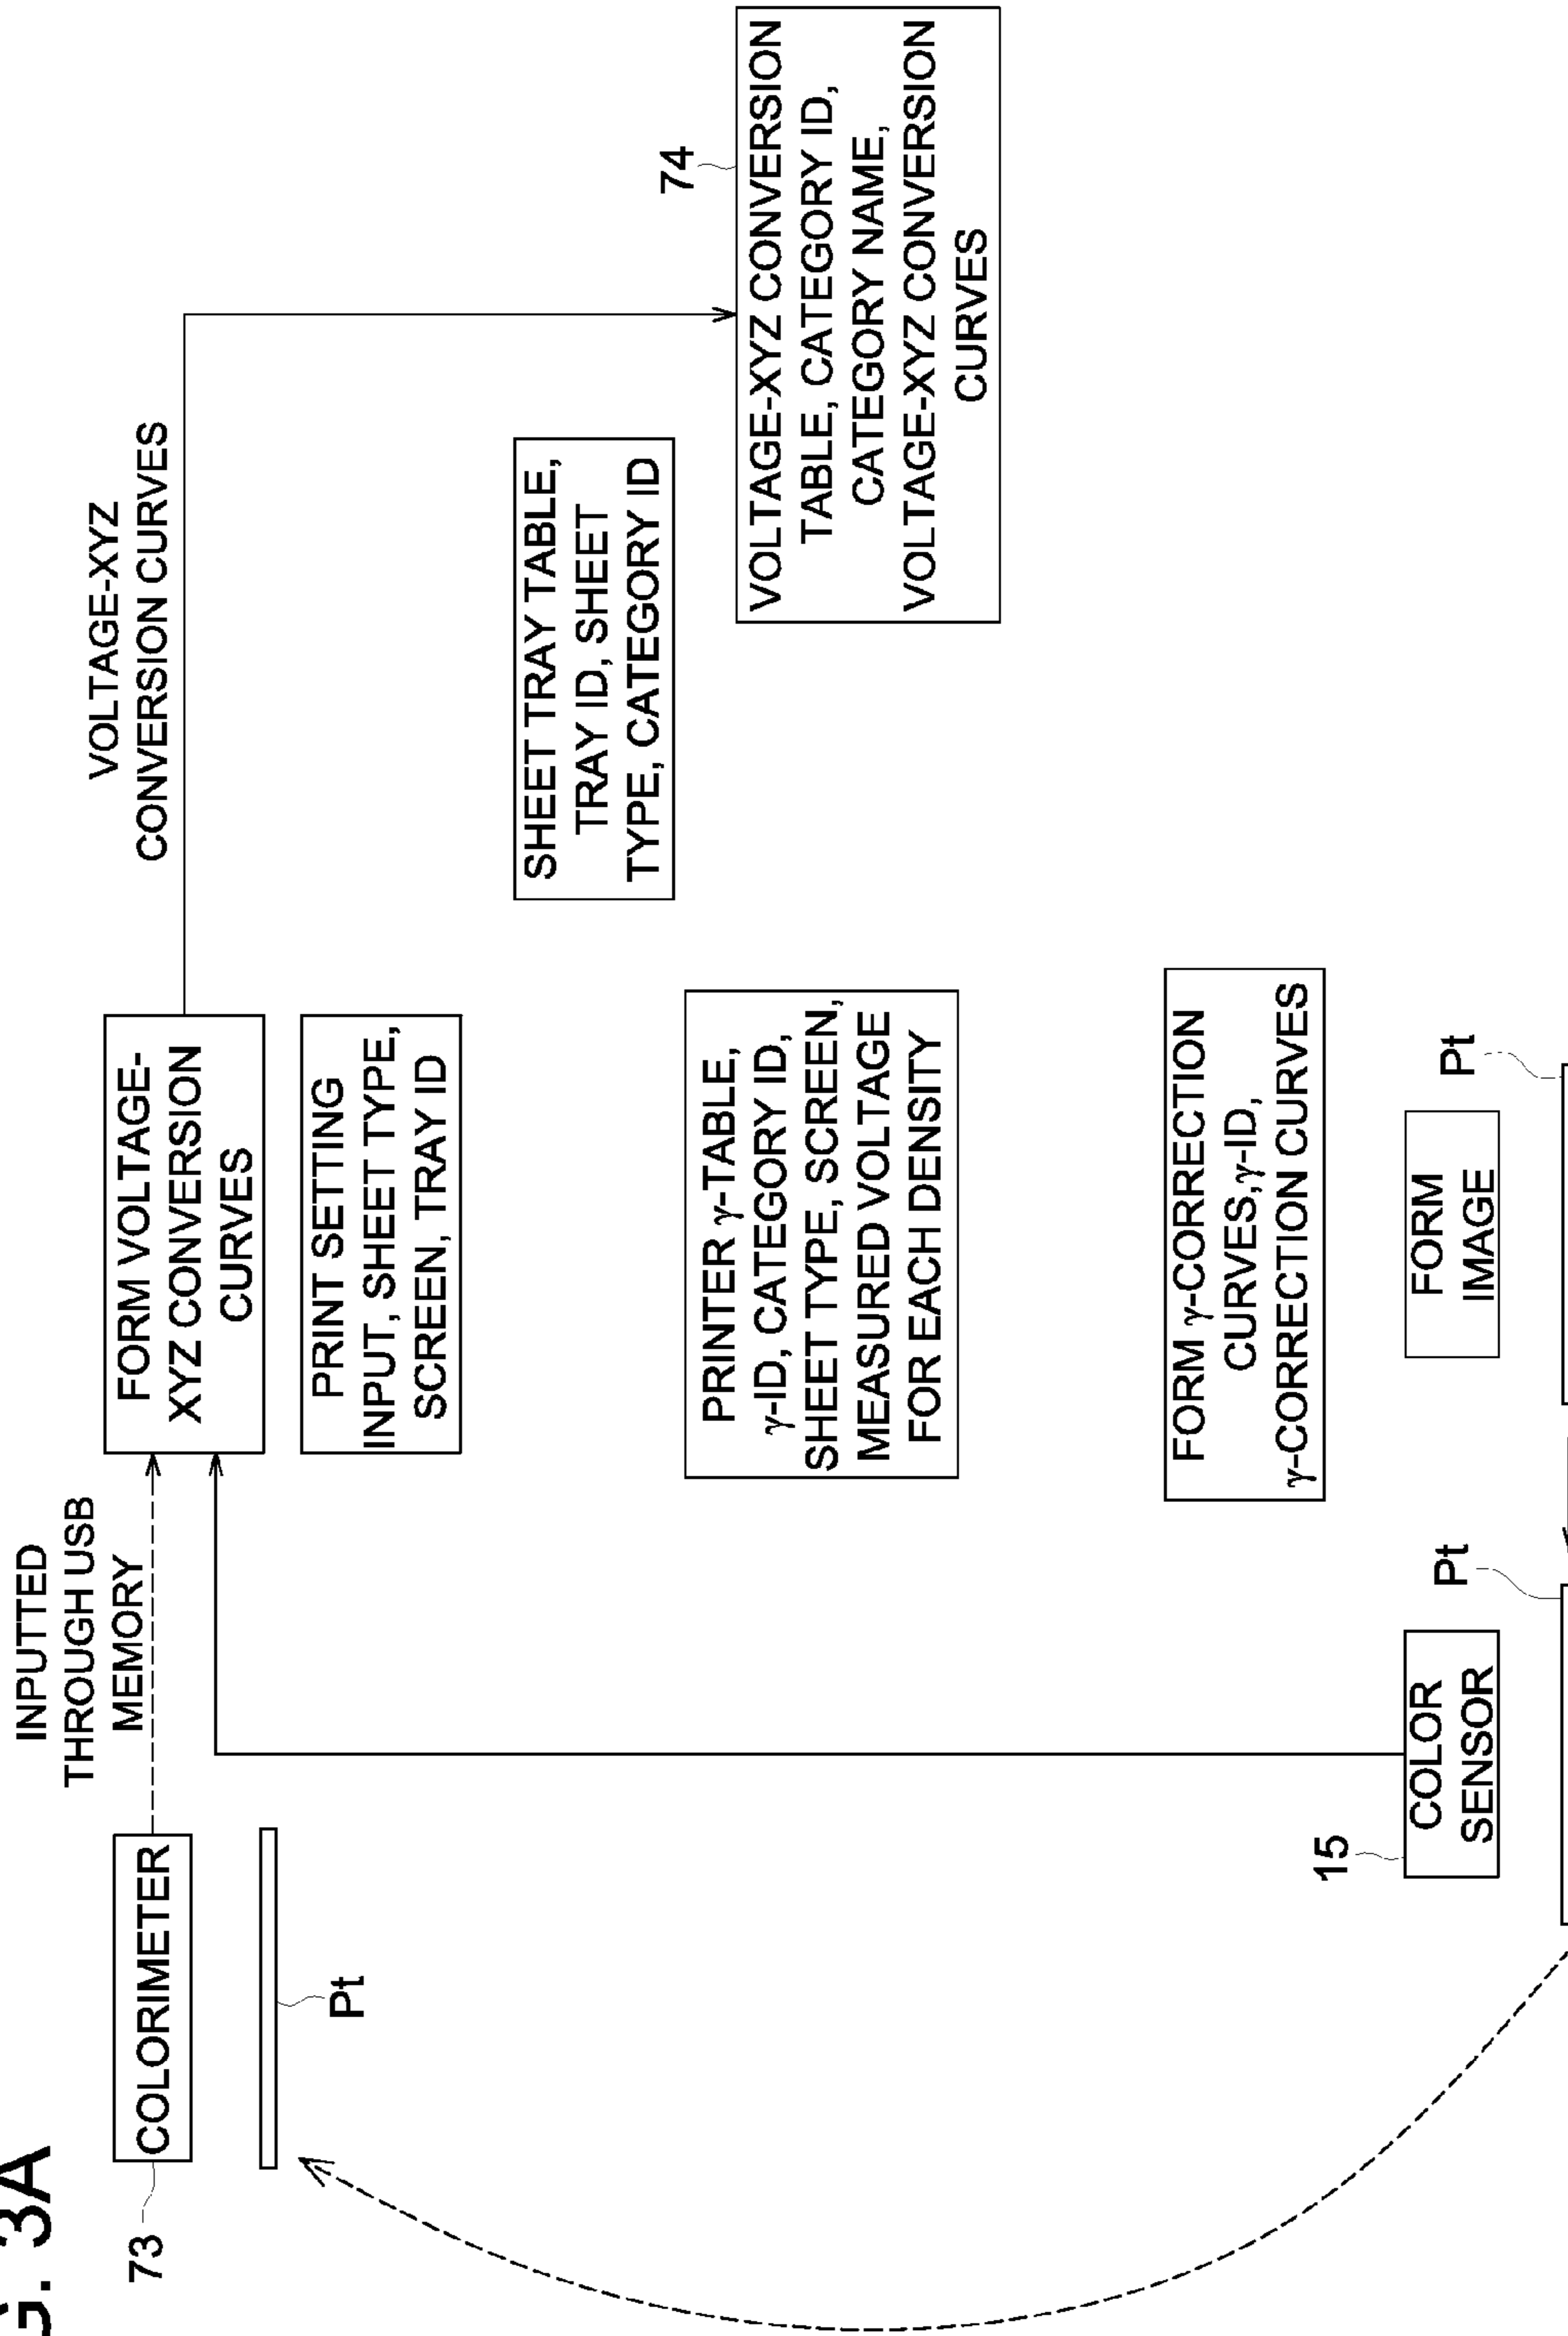 G. 3A
INPUTTED
THROUGH USB
MEMORY
VOLTAGE-XYZ
CONVERSION CURVES
73
COLORIMETER
FORM VOLTAGE-
XYZ CONVERSION
CURVES
Pt
PRINT SETTING
INPUT, SHEET TYPE,
SCREEN, TRAY ID
SHEET TRAY TABLE,
TRAY ID, SHEET
TYPE, CATEGORY ID
74
VOLTAGE-XYZ CONVERSION
TABLE, CATEGORY ID,
CATEGORY NAME,
VOLTAGE-XYZ CONVERSION
CURVES
PRINTER γ-TABLE,
γ-ID, CATEGORY ID,
SHEET TYPE, SCREEN,
MEASURED VOLTAGE
FOR EACH DENSITY
FORM γ-CORRECTION
CURVES,γ-ID,
γ-CORRECTION CURVES
15
COLOR
SENSOR
Pt
FORM
IMAGE
Pt